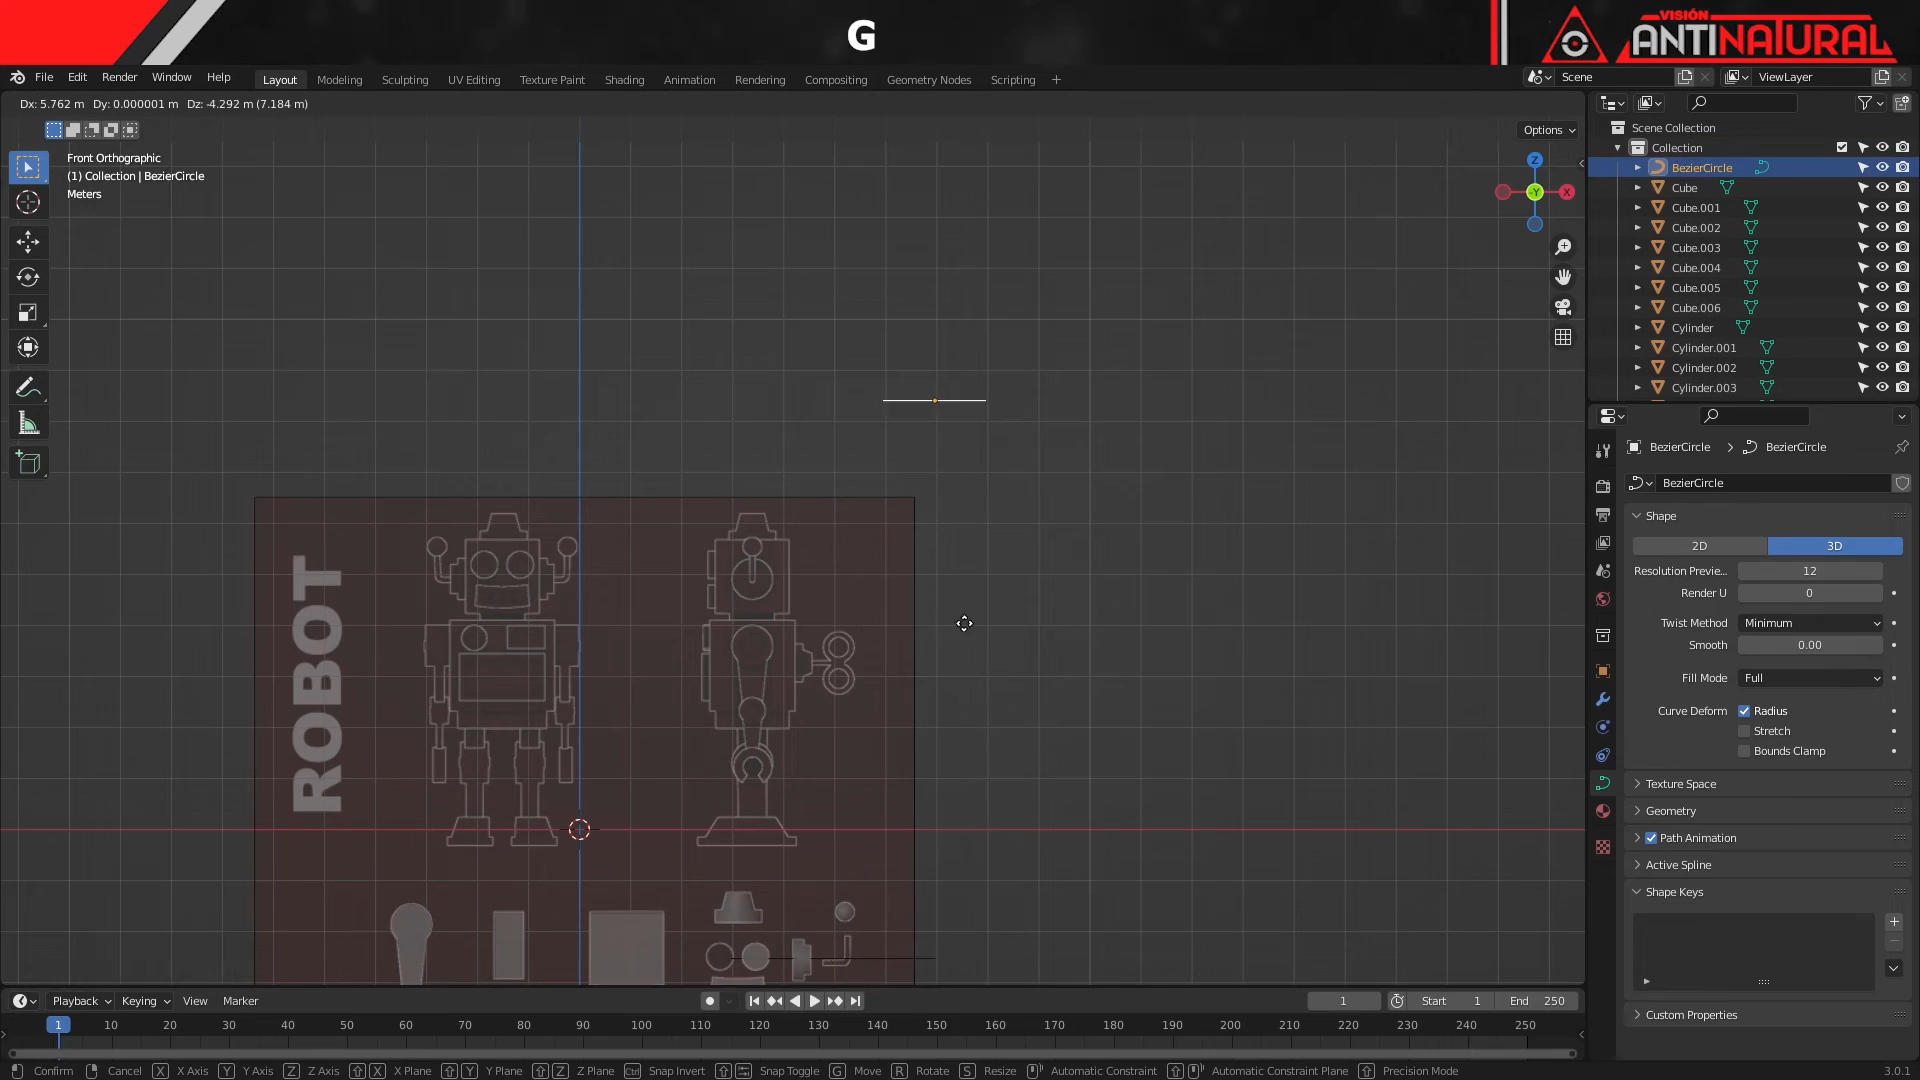 G
VISIÓN
ANTINATURAL
File Edit Render Window Help
Layout Modeling Sculpting UV Editing Texture Paint Shading Animation Rendering Compositing Geometry Nodes Scripting +
Scene
ViewLayer
Dx: 5.762 m Dy: 0.000001 m Dz: -4.292 m (7.184 m)
Options
Front Orthographic
(1) Collection | BezierCircle
Meters
Z
-Y
X
ROBOT
Scene Collection
Collection
BezierCircle
Cube
Cube.001
Cube.002
Cube.003
Cube.004
Cube.005
Cube.006
Cylinder
Cylinder.001
Cylinder.002
Cylinder.003
BezierCircle > BezierCircle
BezierCircle
Shape
2D 3D
Resolution Previe... 12
Render U 0
Twist Method Minimum
Smooth 0.00
Fill Mode Full
Curve Deform Radius
Stretch
Bounds Clamp
Texture Space
Geometry
Path Animation
Active Spline
Shape Keys
Custom Properties
Playback Keying View Marker
1 Start 1 End 250
1 10 20 30 40 50 60 70 80 90 100 110 120 130 140 150 160 170 180 190 200 210 220 230 240 250
Confirm Cancel X X Axis Y Y Axis Z Z Axis X X Plane Y Y Plane Z Z Plane Ctrl Snap Invert Snap Toggle G Move R Rotate S Resize Automatic Constraint Automatic Constraint Plane Precision Mode 3.0.1